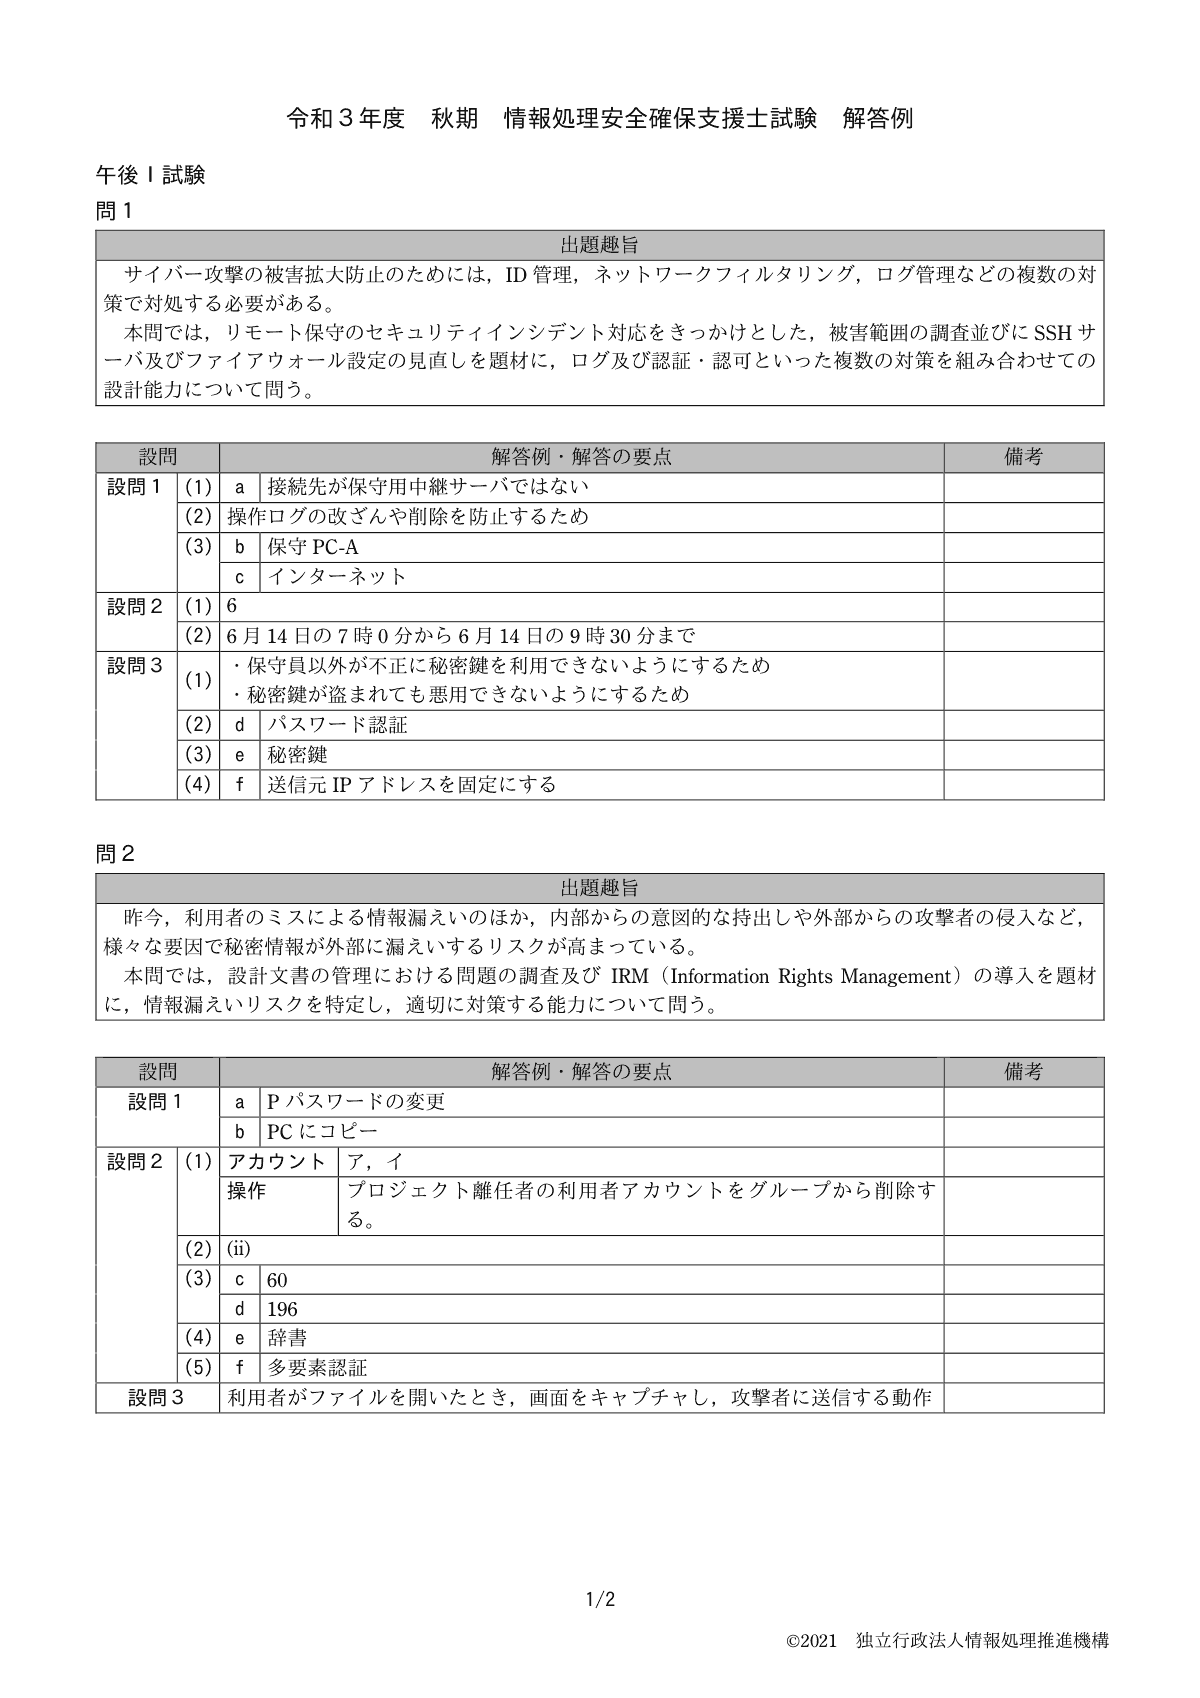 令和３年度　秋期　情報処理安全確保支援士試験　解答例
午後Ⅰ試験
問１
出題趣旨
サイバー攻撃の被害拡大防止のためには，ID 管理，ネットワークフィルタリング，ログ管理などの複数の対
策で対処する必要がある。
本問では，リモート保守のセキュリティインシデント対応をきっかけとした，被害範囲の調査並びに SSH サ
ーバ及びファイアウォール設定の見直しを題材に，ログ及び認証・認可といった複数の対策を組み合わせての
設計能力について問う。
設問 解答例・解答の要点 備考
設問１ (1) a 接続先が保守用中継サーバではない
(2) 操作ログの改ざんや削除を防止するため
(3) b 保守 PC-A
c インターネット
設問２ (1) 6
(2) 6 月 14 日の 7 時 0 分から 6 月 14 日の 9 時 30 分まで
設問３ (1) ・保守員以外が不正に秘密鍵を利用できないようにするため
・秘密鍵が盗まれても悪用できないようにするため
(2) d パスワード認証
(3) e 秘密鍵
(4) f 送信元 IP アドレスを固定にする
問２
出題趣旨
昨今，利用者のミスによる情報漏えいのほか，内部からの意図的な持出しや外部からの攻撃者の侵入など，
様々な要因で秘密情報が外部に漏えいするリスクが高まっている。
本問では，設計文書の管理における問題の調査及び IRM（Information Rights Management）の導入を題材
に，情報漏えいリスクを特定し，適切に対策する能力について問う。
設問 解答例・解答の要点 備考
設問１ a P パスワードの変更
b PC にコピー
設問２ (1) アカウント ア，イ
操作 プロジェクト離任者の利用者アカウントをグループから削除す
る。
(2) (ii)
(3) c 60
d 196
(4) e 辞書
(5) f 多要素認証
設問３ 利用者がファイルを開いたとき，画面をキャプチャし，攻撃者に送信する動作
1/2
©2021　独立行政法人情報処理推進機構